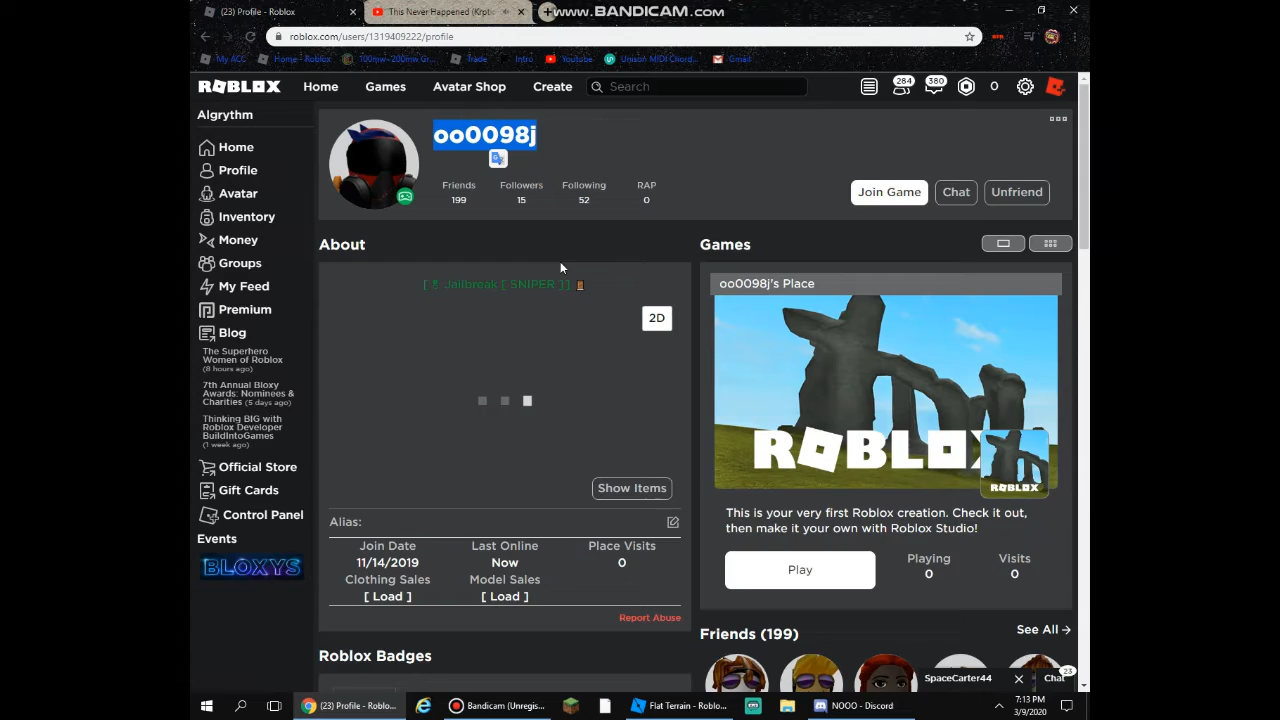 www.BANDICAM.com
(23) Profile - Roblox
This Never Happened (Krpt
roblox.com/users/1319409222/profile
My ACC
Home - Roblox
100mw~200mw Gr...
Trade
Intro
Youtube
Unison MIDI Chord...
Gmail
ROBLOX
Home
Games
Avatar Shop
Create
Search
284
380
0
Algrythm
Home
Profile
Avatar
Inventory
Money
Groups
My Feed
Premium
Blog
The Superhero
Women of Roblox
(8 hours ago)
7th Annual Bloxy
Awards: Nominees &
Charities (5 days ago)
Thinking BIG with
Roblox Developer
BuildIntoGames
(1 week ago)
Official Store
Gift Cards
Control Panel
Events
BLOXYS
oo0098j
Friends
199
Followers
15
Following
52
RAP
0
Join Game
Chat
Unfriend
About
[ Jailbreak [ SNIPER ]]
2D
Show Items
Alias:
Join Date
11/14/2019
Last Online
Now
Place Visits
0
Clothing Sales
[ Load ]
Model Sales
[ Load ]
Report Abuse
Roblox Badges
Games
oo0098j's Place
ROBLOX
ROBLOX
This is your very first Roblox creation. Check it out,
then make it your own with Roblox Studio!
Play
Playing
0
Visits
0
Friends (199)
See All
SpaceCarter44
Chat
23
(23) Profile - Roblo...
Bandicam (Unregis...
Flat Terrain - Roblo...
NOOO - Discord
7:13 PM
3/9/2020